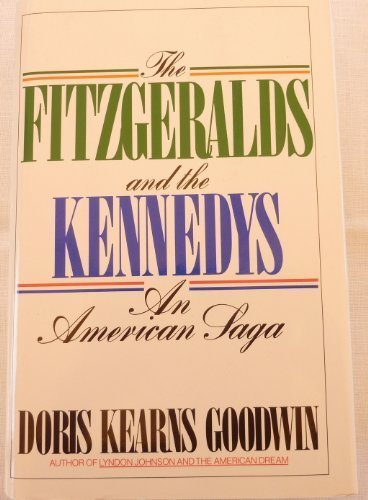 The
FITZGERALDS
and the
KENNEDYS
An
American Saga
DORIS KEARNS GOODWIN
AUTHOR OF LYNDON JOHNSON AND THE AMERICAN DREAM